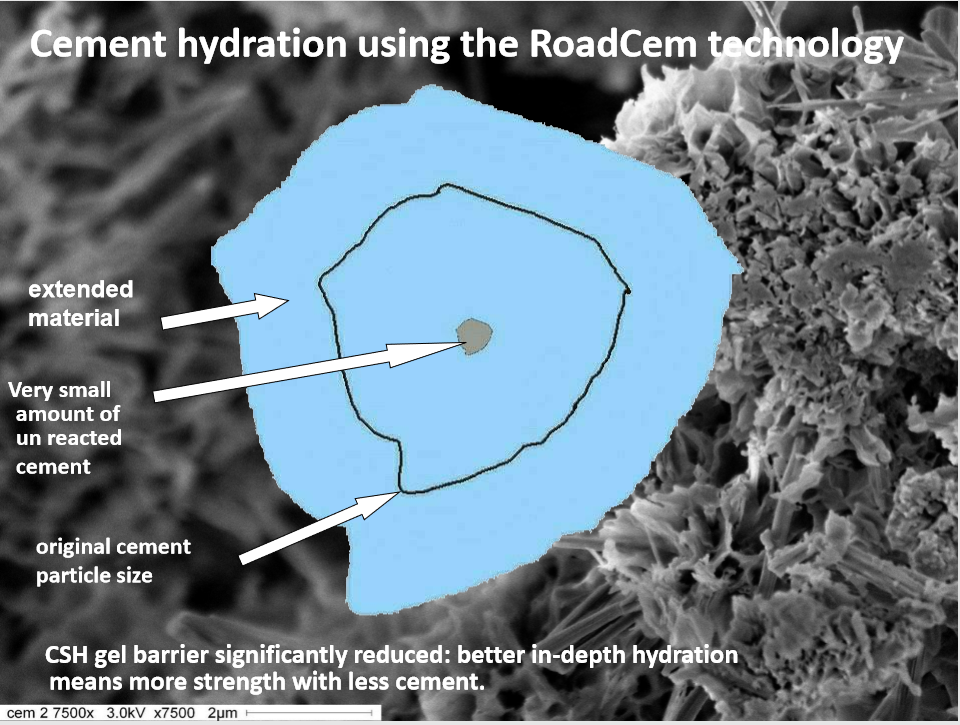 Cement hydration using the RoadCem technology
extended
material
Very small
amount of
un reacted
cement
original cement
particle size
CSH gel barrier significantly reduced: better in-depth hydration
means more strength with less cement.
cem 2 7500x 3.0kV x7500 2µm